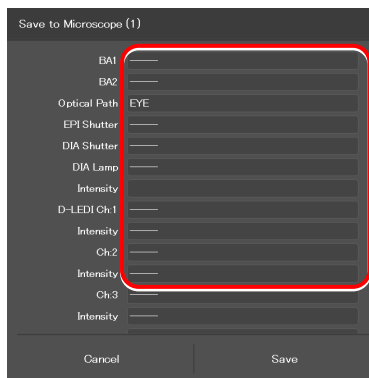 Save to Microscope (1)
BA1 ———
BA2 ———
Optical Path EYE
EPI Shutter ———
DIA Shutter ———
DIA Lamp ———
Intensity
D-LEDI Ch:1 ———
Intensity ———
Ch:2 ———
Intensity ———
Ch:3 ———
Intensity ———
Cancel Save